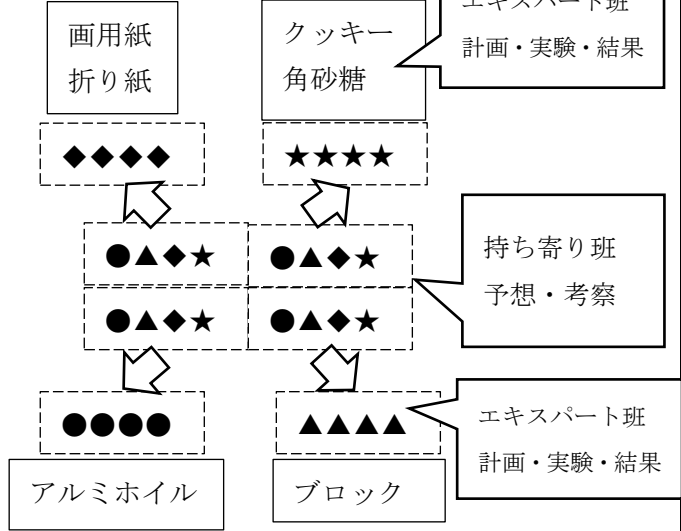 画用紙
折り紙
クッキー
角砂糖
エキスパート班
計画・実験・結果
◆◆◆◆
★★★★
●▲◆★
●▲◆★
持ち寄り班
予想・考察
●▲◆★
●▲◆★
●●●●
▲▲▲▲
エキスパート班
計画・実験・結果
アルミホイル
ブロック